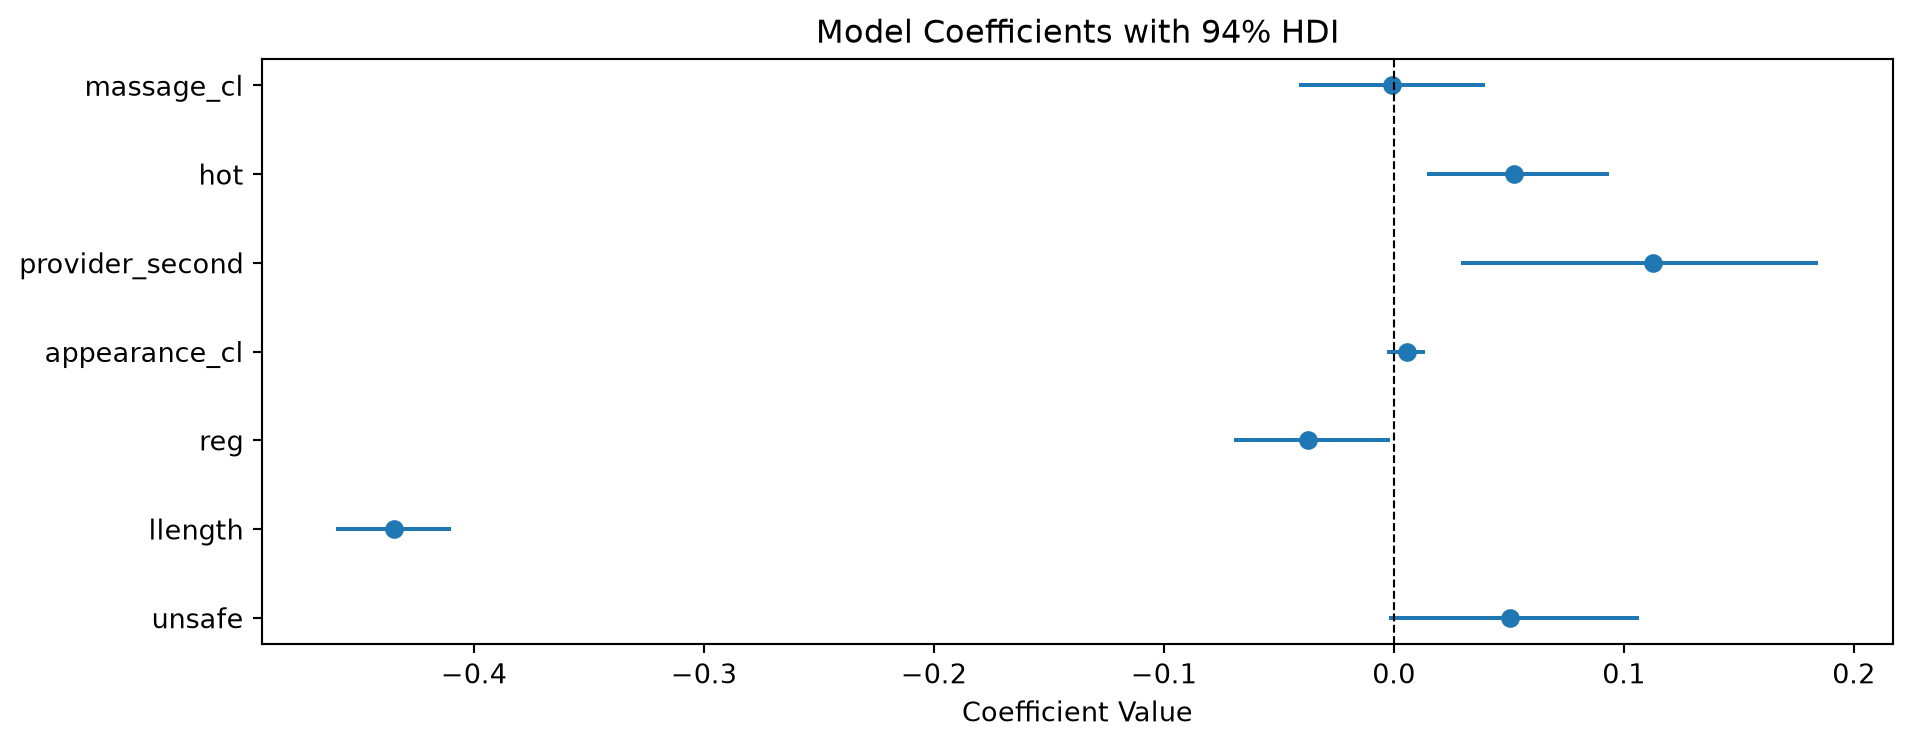 Model Coefficients with 94% HDI
massage_cl
hot
provider_second
appearance_cl
reg
llength
unsafe
−0.4 −0.3 −0.2 −0.1 0.0 0.1 0.2
Coefficient Value